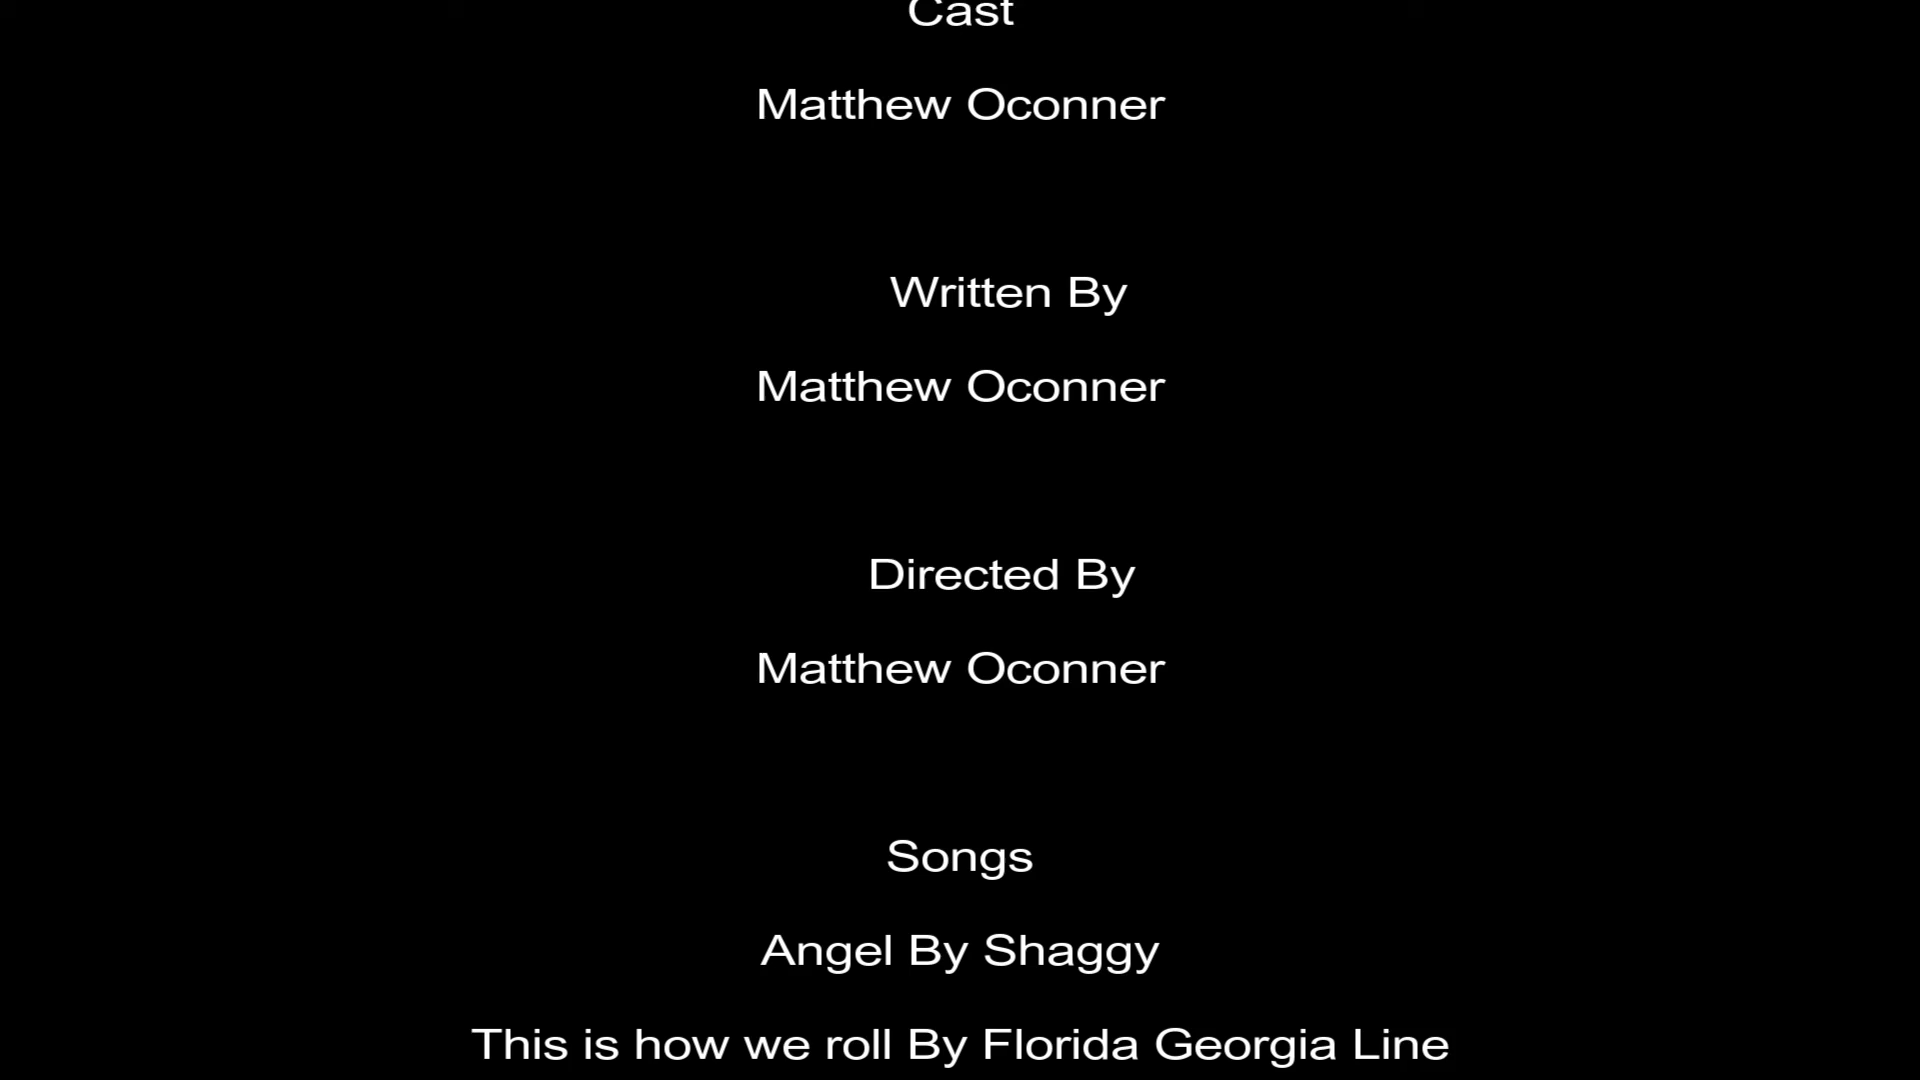 Cast
Matthew Oconner
Written By
Matthew Oconner
Directed By
Matthew Oconner
Songs
Angel By Shaggy
This is how we roll By Florida Georgia Line